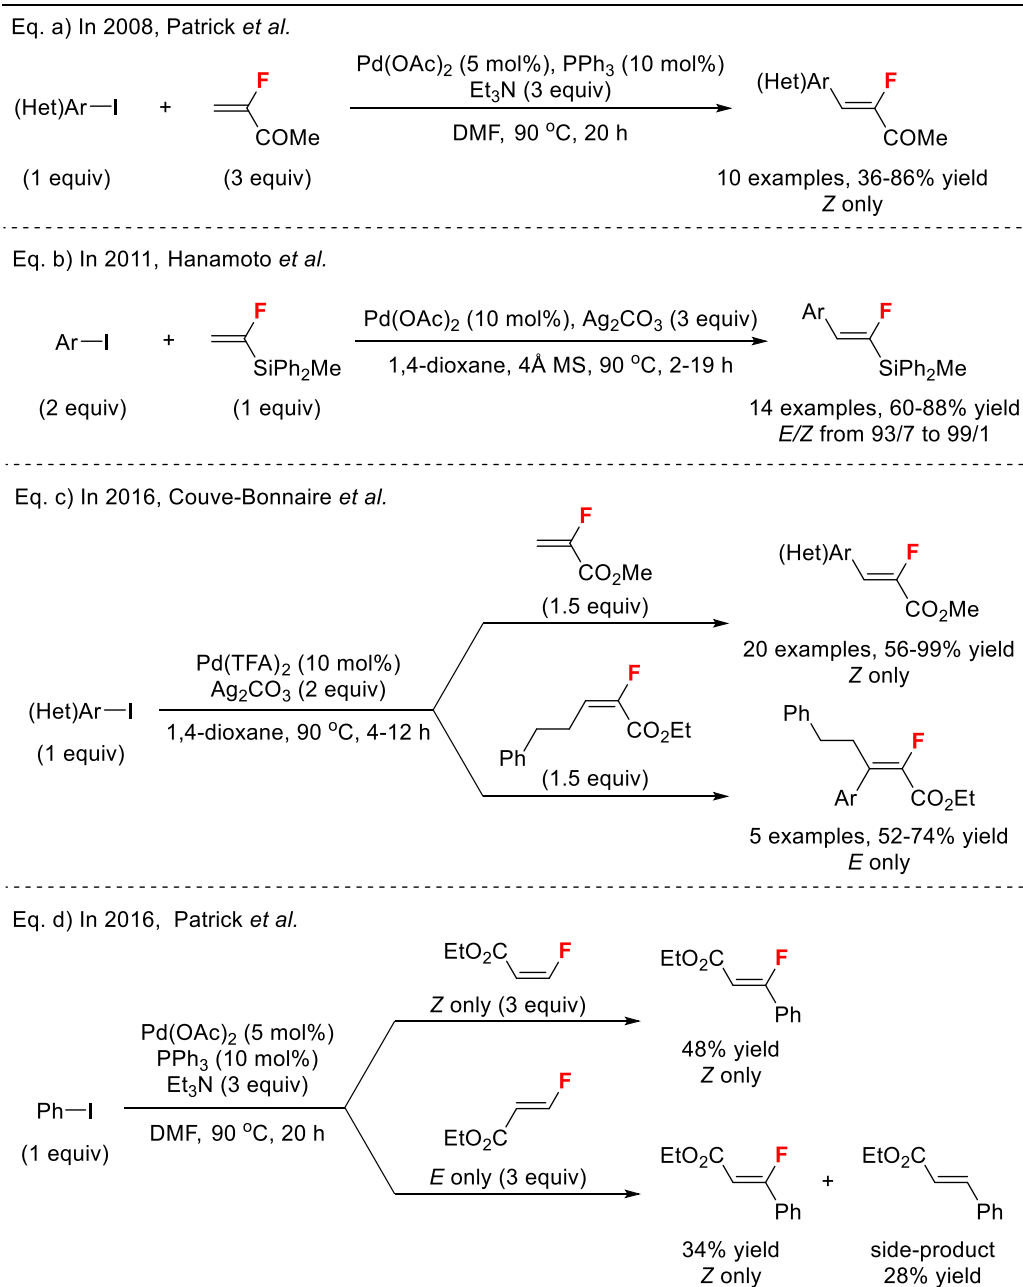 Eq. a) In 2008, Patrick et al.
(Het)Ar–I
+
F
COMe
Pd(OAc)2 (5 mol%), PPh3 (10 mol%)
Et3N (3 equiv)
DMF, 90 oC, 20 h
(Het)Ar
F
COMe
(1 equiv)
(3 equiv)
10 examples, 36-86% yield
Z only
Eq. b) In 2011, Hanamoto et al.
Ar–I
+
F
SiPh2Me
Pd(OAc)2 (10 mol%), Ag2CO3 (3 equiv)
1,4-dioxane, 4Å MS, 90 oC, 2-19 h
Ar
F
SiPh2Me
(2 equiv)
(1 equiv)
14 examples, 60-88% yield
E/Z from 93/7 to 99/1
Eq. c) In 2016, Couve-Bonnaire et al.
F
CO2Me
(1.5 equiv)
(Het)Ar
F
CO2Me
20 examples, 56-99% yield
Z only
(Het)Ar–I
(1 equiv)
Pd(TFA)2 (10 mol%)
Ag2CO3 (2 equiv)
1,4-dioxane, 90 oC, 4-12 h
F
Ph
CO2Et
(1.5 equiv)
Ph
F
Ar
CO2Et
5 examples, 52-74% yield
E only
Eq. d) In 2016, Patrick et al.
EtO2C
F
Z only (3 equiv)
EtO2C
F
Ph
48% yield
Z only
Ph–I
(1 equiv)
Pd(OAc)2 (5 mol%)
PPh3 (10 mol%)
Et3N (3 equiv)
DMF, 90 oC, 20 h
F
EtO2C
E only (3 equiv)
EtO2C
F
Ph
+
EtO2C
Ph
34% yield
Z only
side-product
28% yield